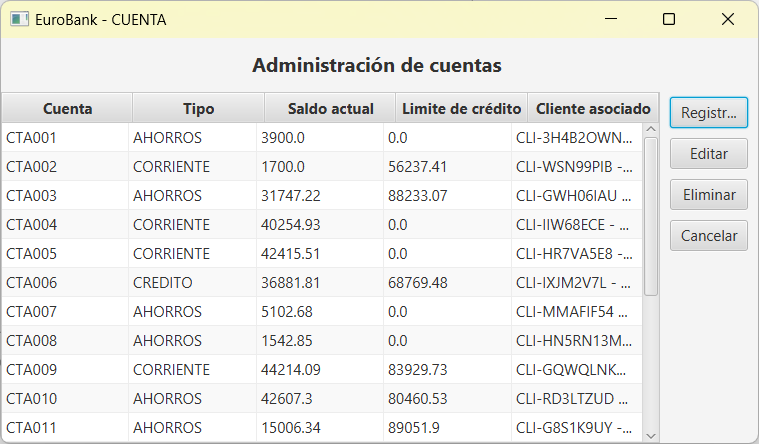 EuroBank - CUENTA
Administración de cuentas
Cuenta Tipo Saldo actual Limite de crédito Cliente asociado
CTA001 AHORROS 3900.0 0.0 CLI-3H4B2OWN...
CTA002 CORRIENTE 1700.0 56237.41 CLI-WSN99PIB -...
CTA003 AHORROS 31747.22 88233.07 CLI-GWH06IAU ...
CTA004 CORRIENTE 40254.93 0.0 CLI-IIW68ECE - ...
CTA005 CORRIENTE 42415.51 0.0 CLI-HR7VA5E8 -...
CTA006 CREDITO 36881.81 68769.48 CLI-IXJM2V7L - ...
CTA007 AHORROS 5102.68 0.0 CLI-MMAFIF54 ...
CTA008 AHORROS 1542.85 0.0 CLI-HN5RN13M...
CTA009 CORRIENTE 44214.09 83929.73 CLI-GQWQLNK...
CTA010 AHORROS 42607.3 80460.53 CLI-RD3LTZUD ...
CTA011 AHORROS 15006.34 89051.9 CLI-G8S1K9UY -...
Registr...
Editar
Eliminar
Cancelar